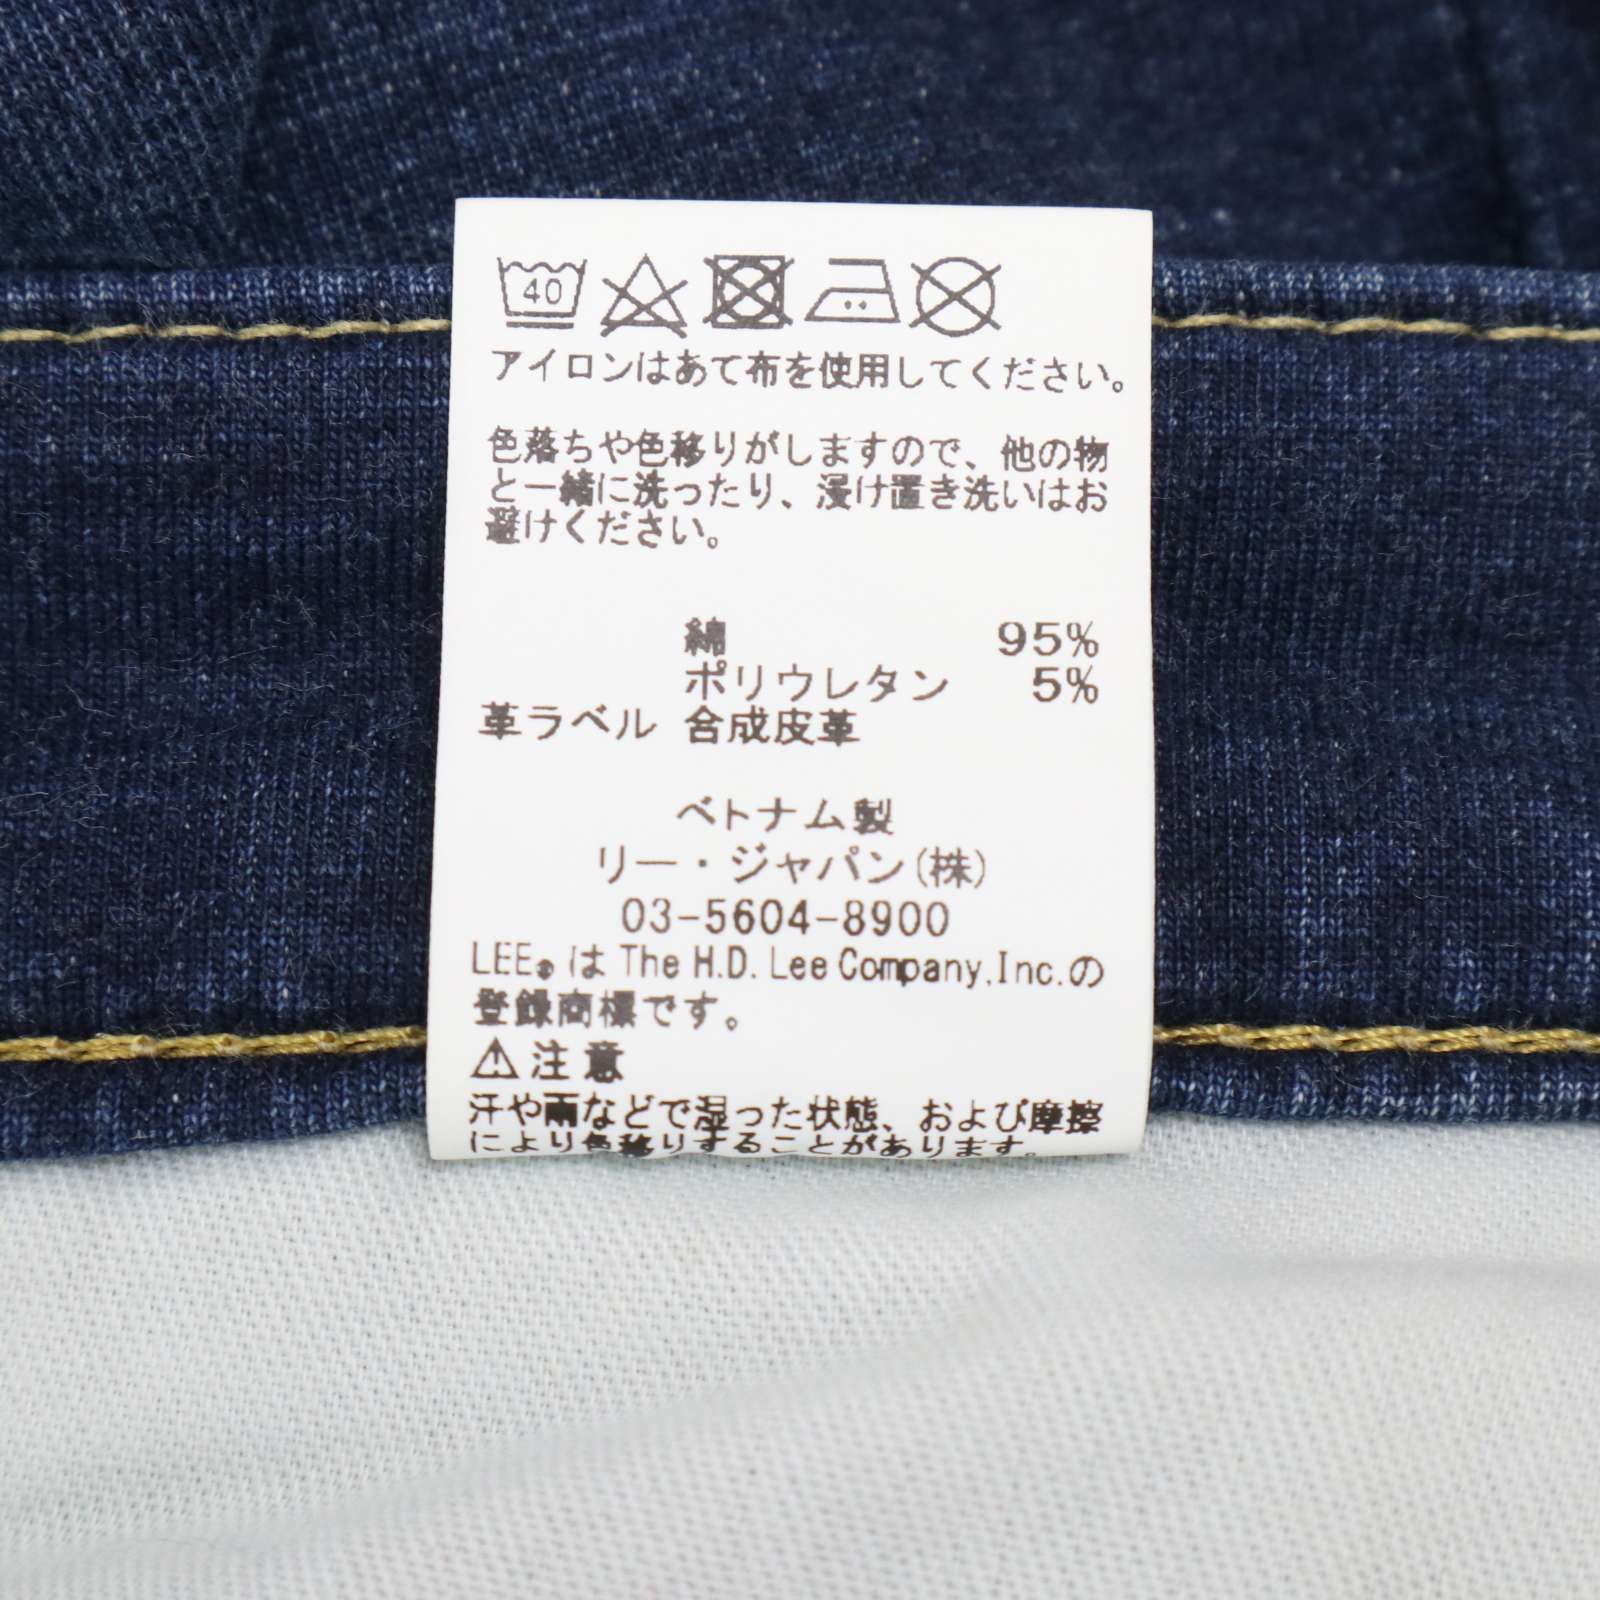 40
アイロンはあて布を使用してください。
色落ちや色移りがしますので、他の物
と一緒に洗ったり、浸け置き洗いはお
避けください。
綿 95%
ポリウレタン 5%
革ラベル 合成皮革
ベトナム製
リー・ジャパン(株)
03-5604-8900
LEE®は The H.D. Lee Company,Inc.の
登録商標です。
⚠注意
汗や雨などで湿った状態、および摩擦
により色移りすることがあります。